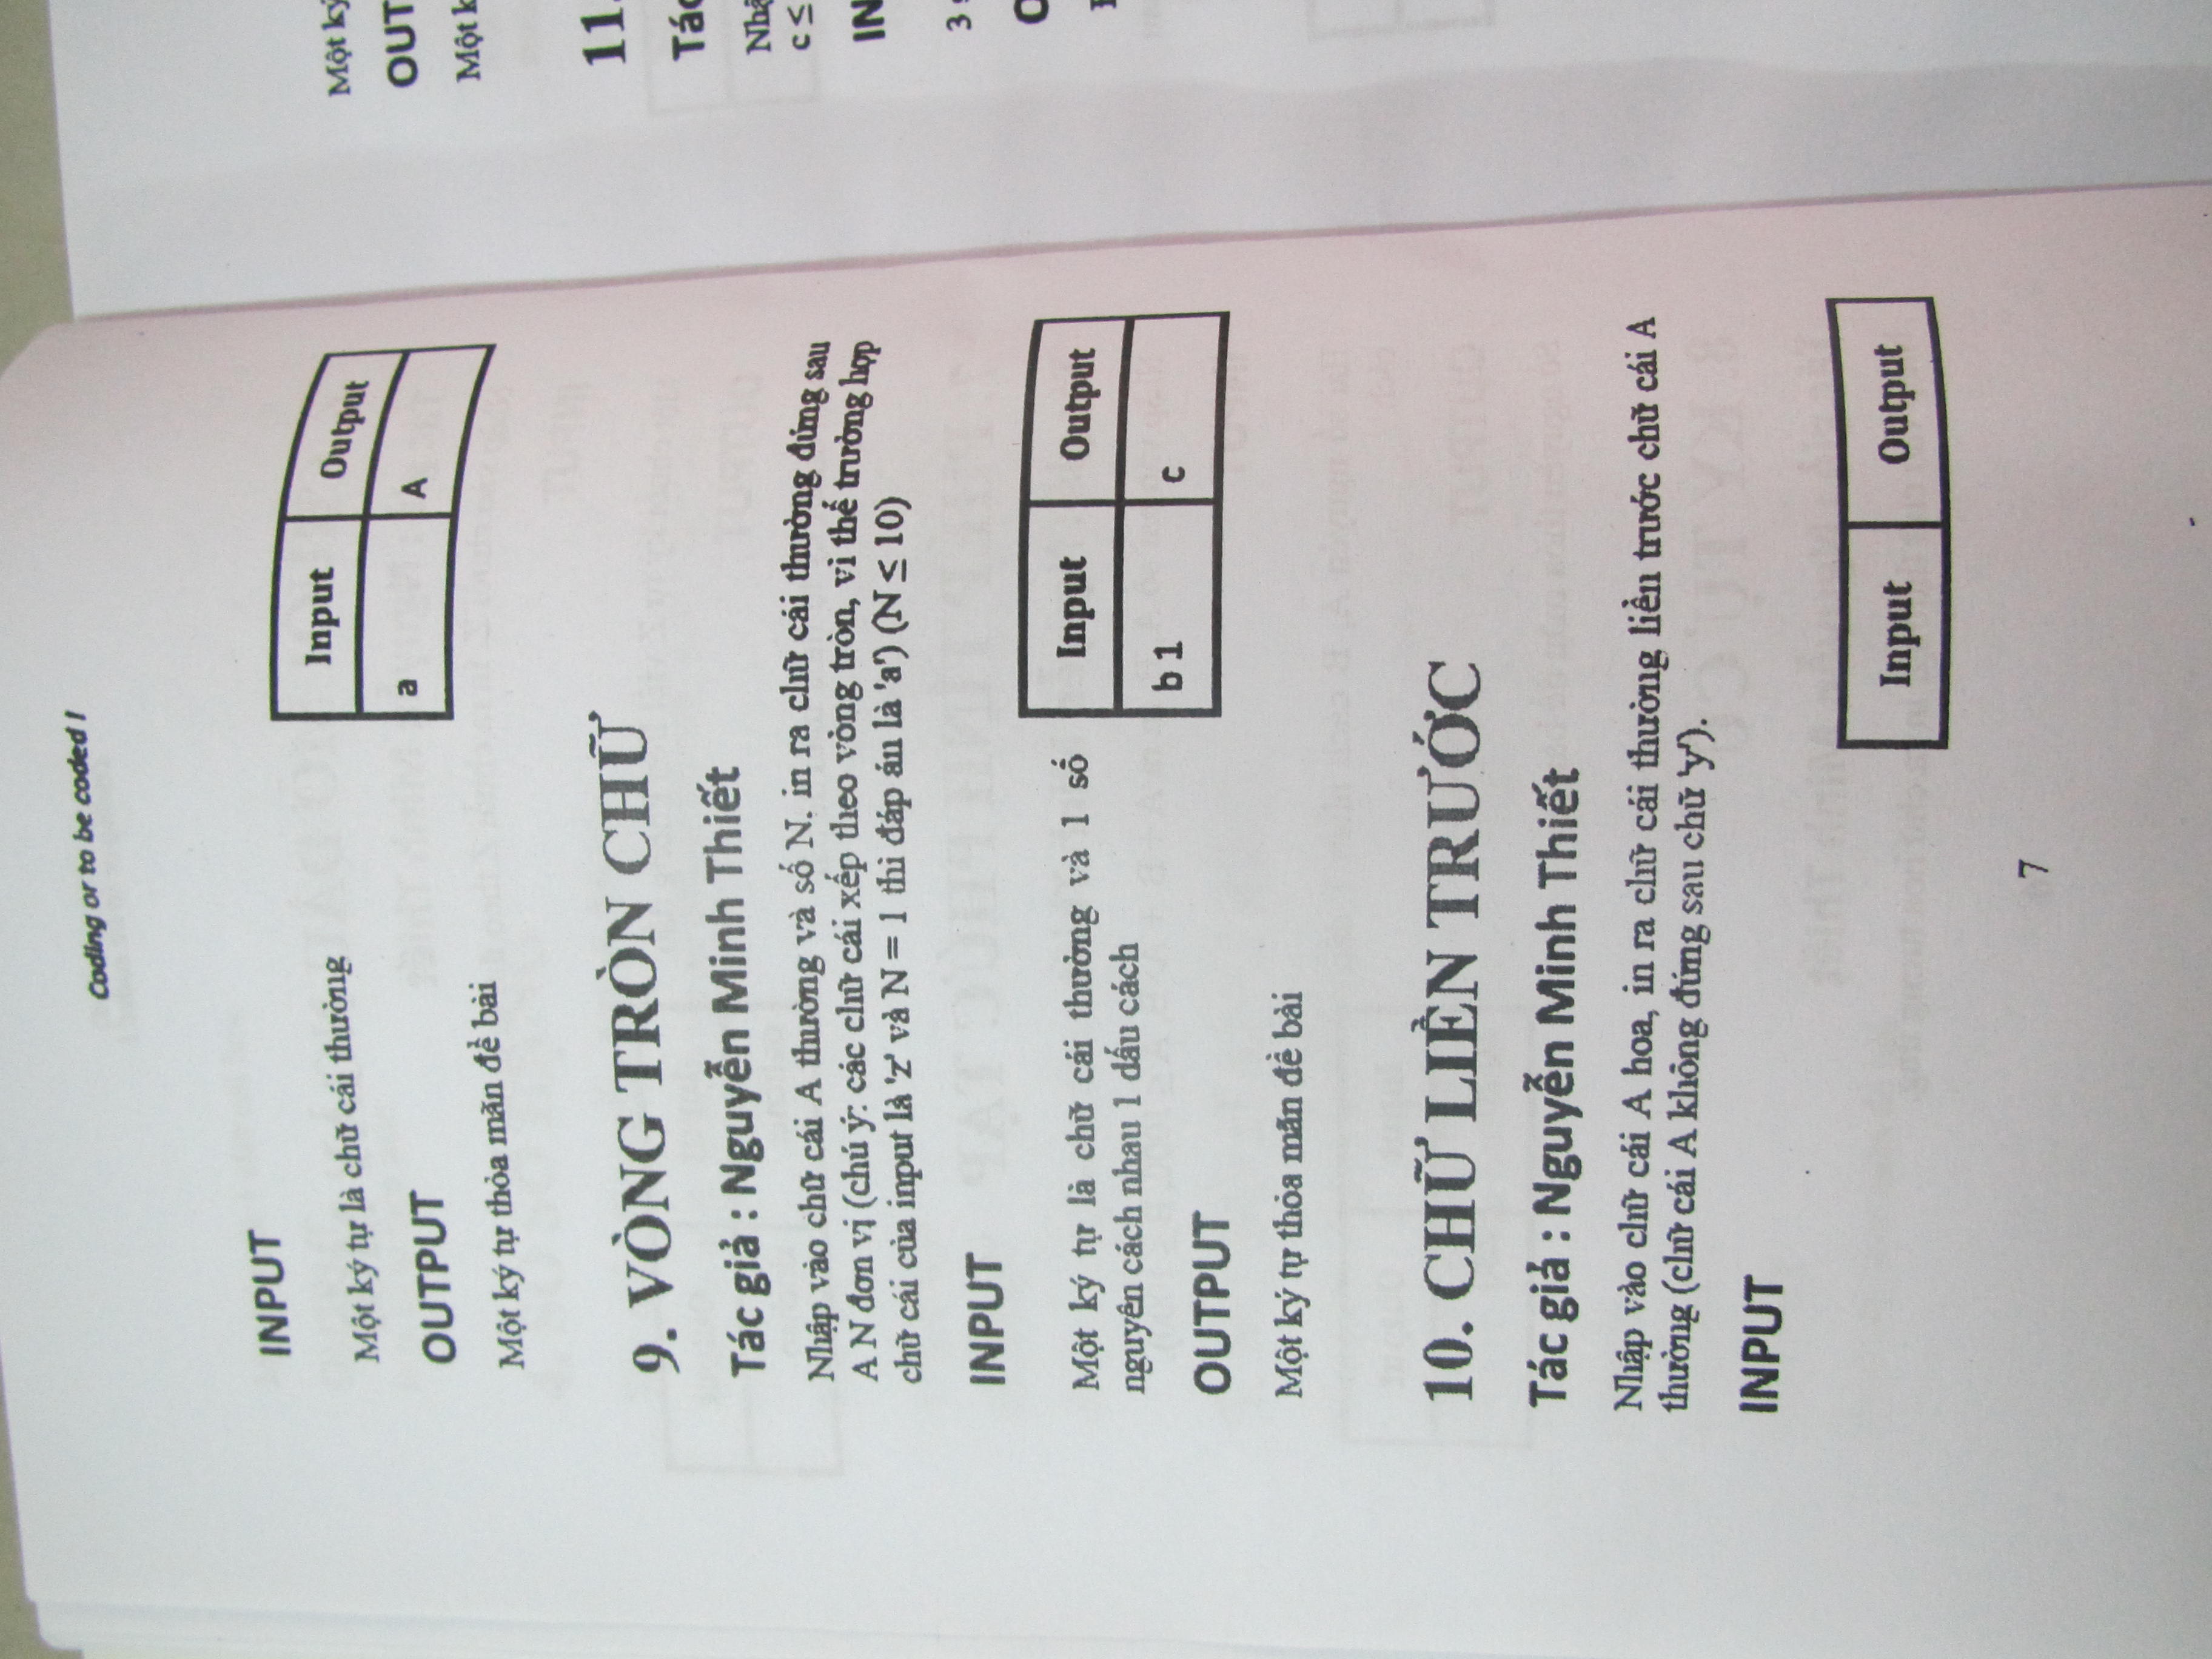 Coding or to be coded !
INPUT
Một ký tự là chữ cái thường
OUTPUT
Một ký tự thỏa mãn đề bài
Input Output
a A
9. VÒNG TRÒN CHỮ
Tác giả : Nguyễn Minh Thiết
Nhập vào chữ cái A thường và số N. in ra chữ cái thường đứng sau
A N đơn vị (chú ý: các chữ cái xếp theo vòng tròn, vì thế trường hợp
chữ cái của input là 'z' và N = 1 thì đáp án là 'a') (N ≤ 10)
INPUT
Một ký tự là chữ cái thường và 1 số
nguyên cách nhau 1 dấu cách
OUTPUT
Một ký tự thỏa mãn đề bài
Input Output
b 1 c
10. CHỮ LIỀN TRƯỚC
Tác giả : Nguyễn Minh Thiết
Nhập vào chữ cái A hoa, in ra chữ cái thường liền trước chữ cái A
thường (chữ cái A không đứng sau chữ 'y').
INPUT
Input Output
7
Một ký
OUT
Một k
11.
Tác
Nhậ
c ≤
IN
3
O